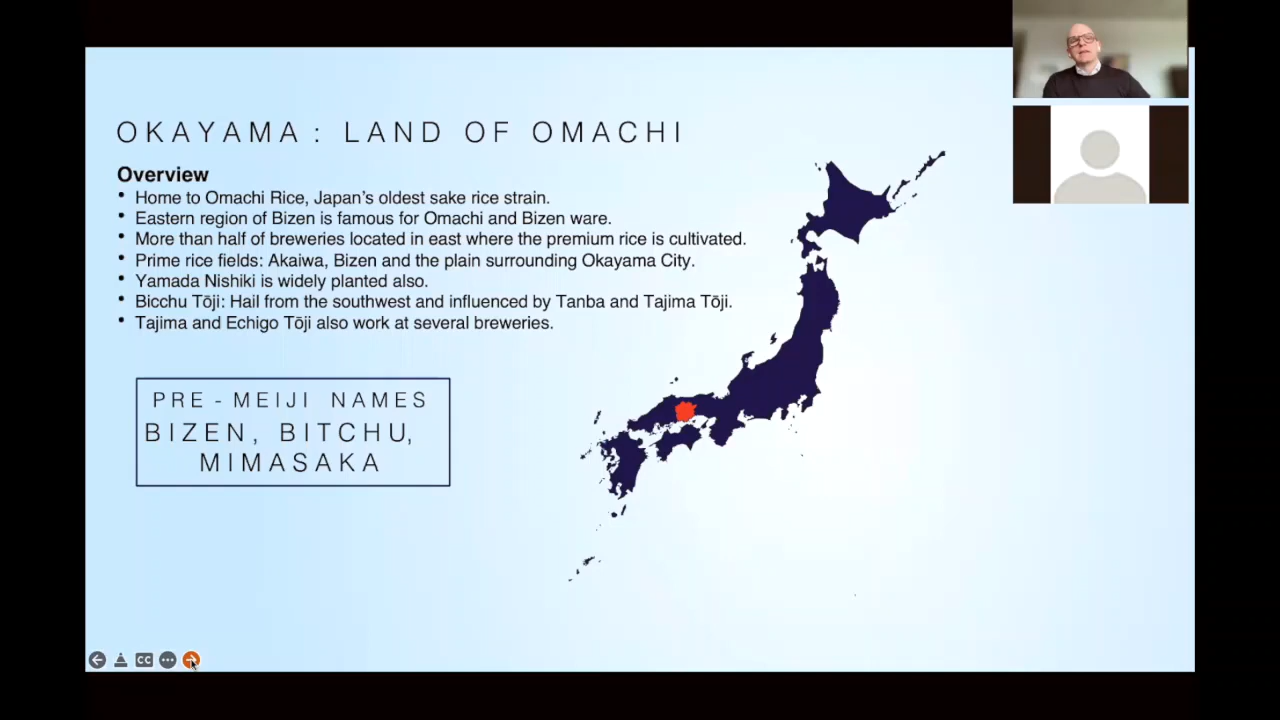 OKAYAMA: LAND OF OMACHI
Overview
• Home to Omachi Rice, Japan's oldest sake rice strain.
• Eastern region of Bizen is famous for Omachi and Bizen ware.
• More than half of breweries located in east where the premium rice is cultivated.
• Prime rice fields: Akaiwa, Bizen and the plain surrounding Okayama City.
• Yamada Nishiki is widely planted also.
• Bicchu Tōji: Hail from the southwest and influenced by Tanba and Tajima Tōji.
• Tajima and Echigo Tōji also work at several breweries.
PRE-MEIJI NAMES
BIZEN, BITCHU,
MIMASAKA
CC